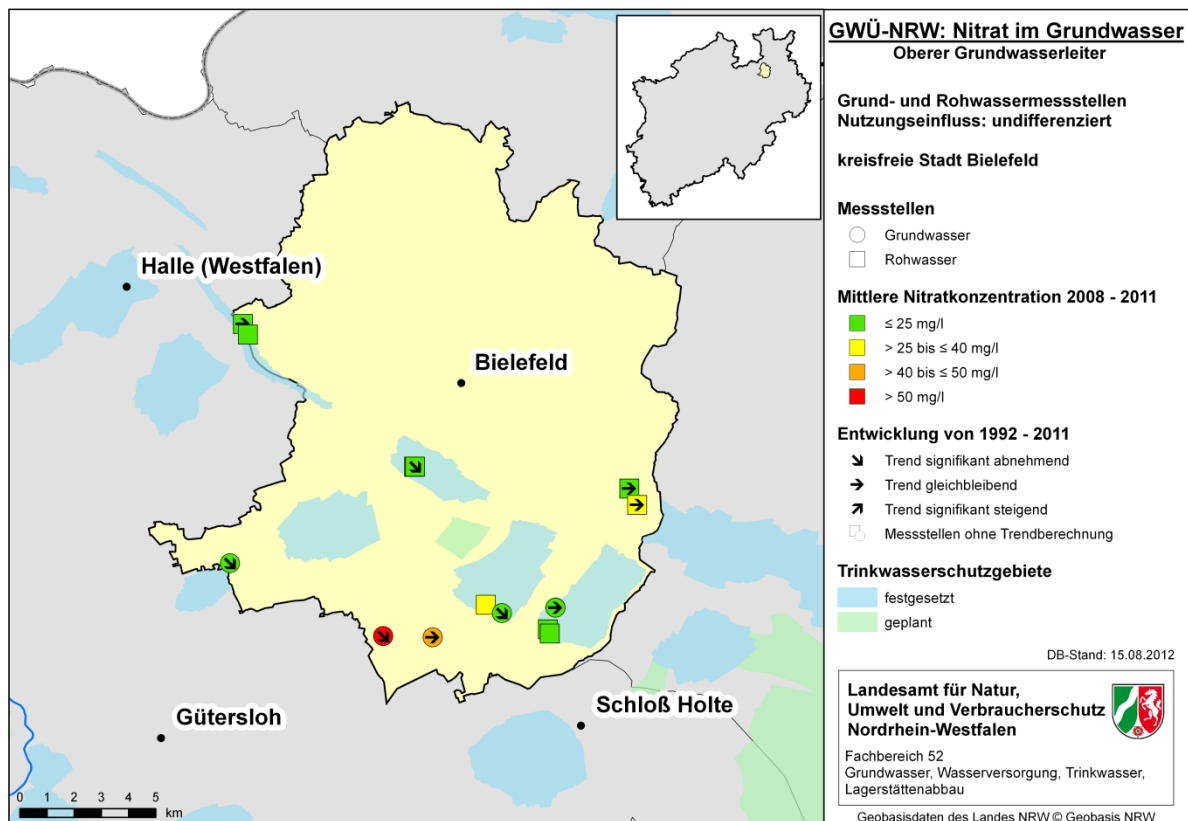 GWÜ-NRW: Nitrat im Grundwasser
Oberer Grundwasserleiter
Grund- und Rohwassermessstellen
Nutzungseinfluss: undifferenziert
kreisfreie Stadt Bielefeld
Messstellen
Grundwasser
Rohwasser
Mittlere Nitratkonzentration 2008 - 2011
≤ 25 mg/l
> 25 bis ≤ 40 mg/l
> 40 bis ≤ 50 mg/l
> 50 mg/l
Entwicklung von 1992 - 2011
Trend signifikant abnehmend
Trend gleichbleibend
Trend signifikant steigend
Messstellen ohne Trendberechnung
Trinkwasserschutzgebiete
festgesetzt
geplant
DB-Stand: 15.08.2012
Landesamt für Natur,
Umwelt und Verbraucherschutz
Nordrhein-Westfalen
Fachbereich 52
Grundwasser, Wasserversorgung, Trinkwasser,
Lagerstättenabbau
Geobasisdaten des Landes NRW © Geobasis NRW
Halle (Westfalen)
Bielefeld
Gütersloh
Schloß Holte
0 1 2 3 4 5
km